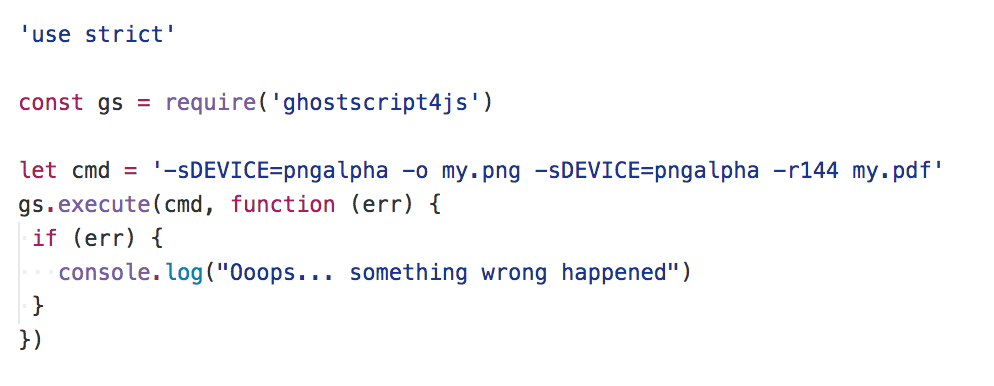 'use strict'
const gs = require('ghostscript4js')
let cmd = '-sDEVICE=pngalpha -o my.png -sDEVICE=pngalpha -r144 my.pdf'
gs.execute(cmd, function (err) {
if (err) {
console.log("Ooops... something wrong happened")
}
})